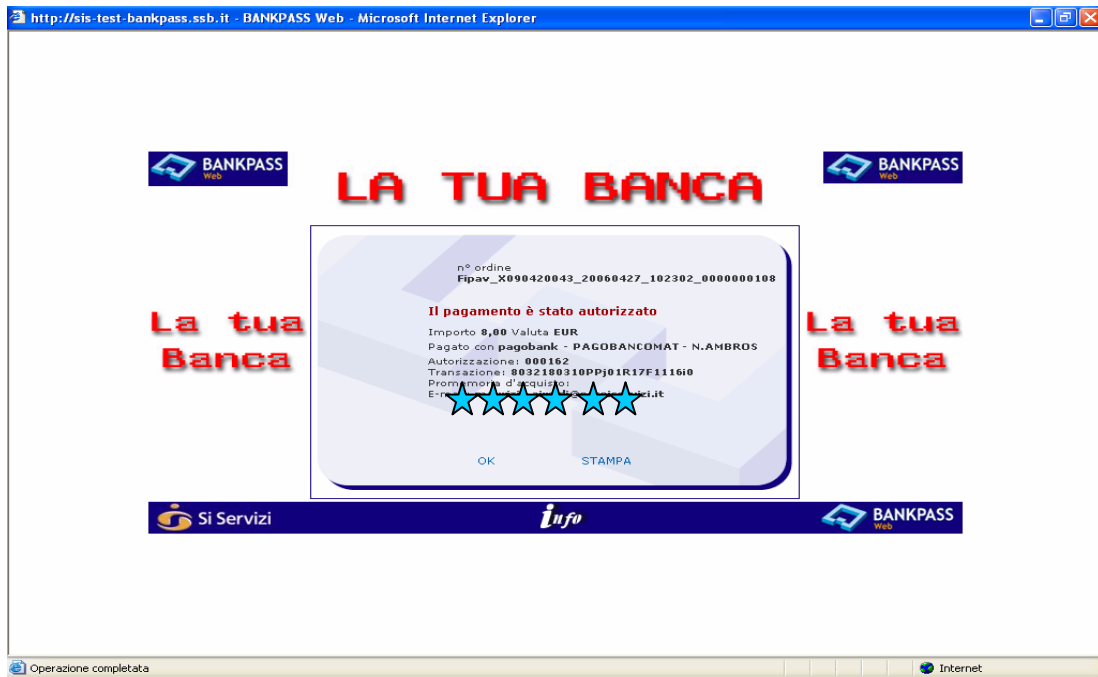 http://sis-test-bankpass.ssb.it - BANKPASS Web - Microsoft Internet Explorer
BANKPASS
Web
BANKPASS
Web
LA TUA BANCA
n° ordine
Fipav_X090420043_20060427_102302_0000000108
Il pagamento è stato autorizzato
La tua
Banca
La tua
Banca
Importo 8,00 Valuta EUR
Pagato con pagobank - PAGOBANCOMAT - N.AMBROS
Autorizzazione: 000162
Transazione: 8032180310PPj01R17F1116i0
Promemoria d'acquisto:
OK STAMPA
Si Servizi
Info
BANKPASS
Web
Operazione completata
Internet